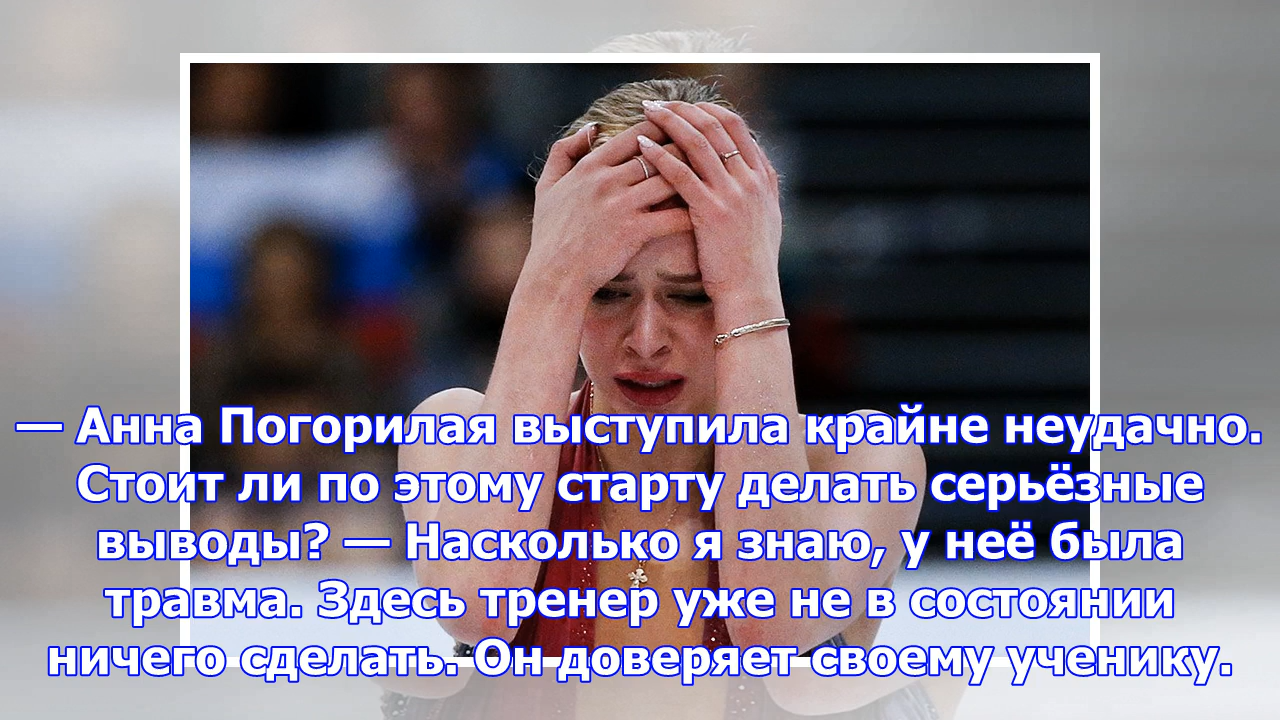 — Анна Погорилая выступила крайне неудачно.
Стоит ли по этому старту делать серьёзные
выводы? — Насколько я знаю, у неё была
травма. Здесь тренер уже не в состоянии
ничего сделать. Он доверяет своему ученику.